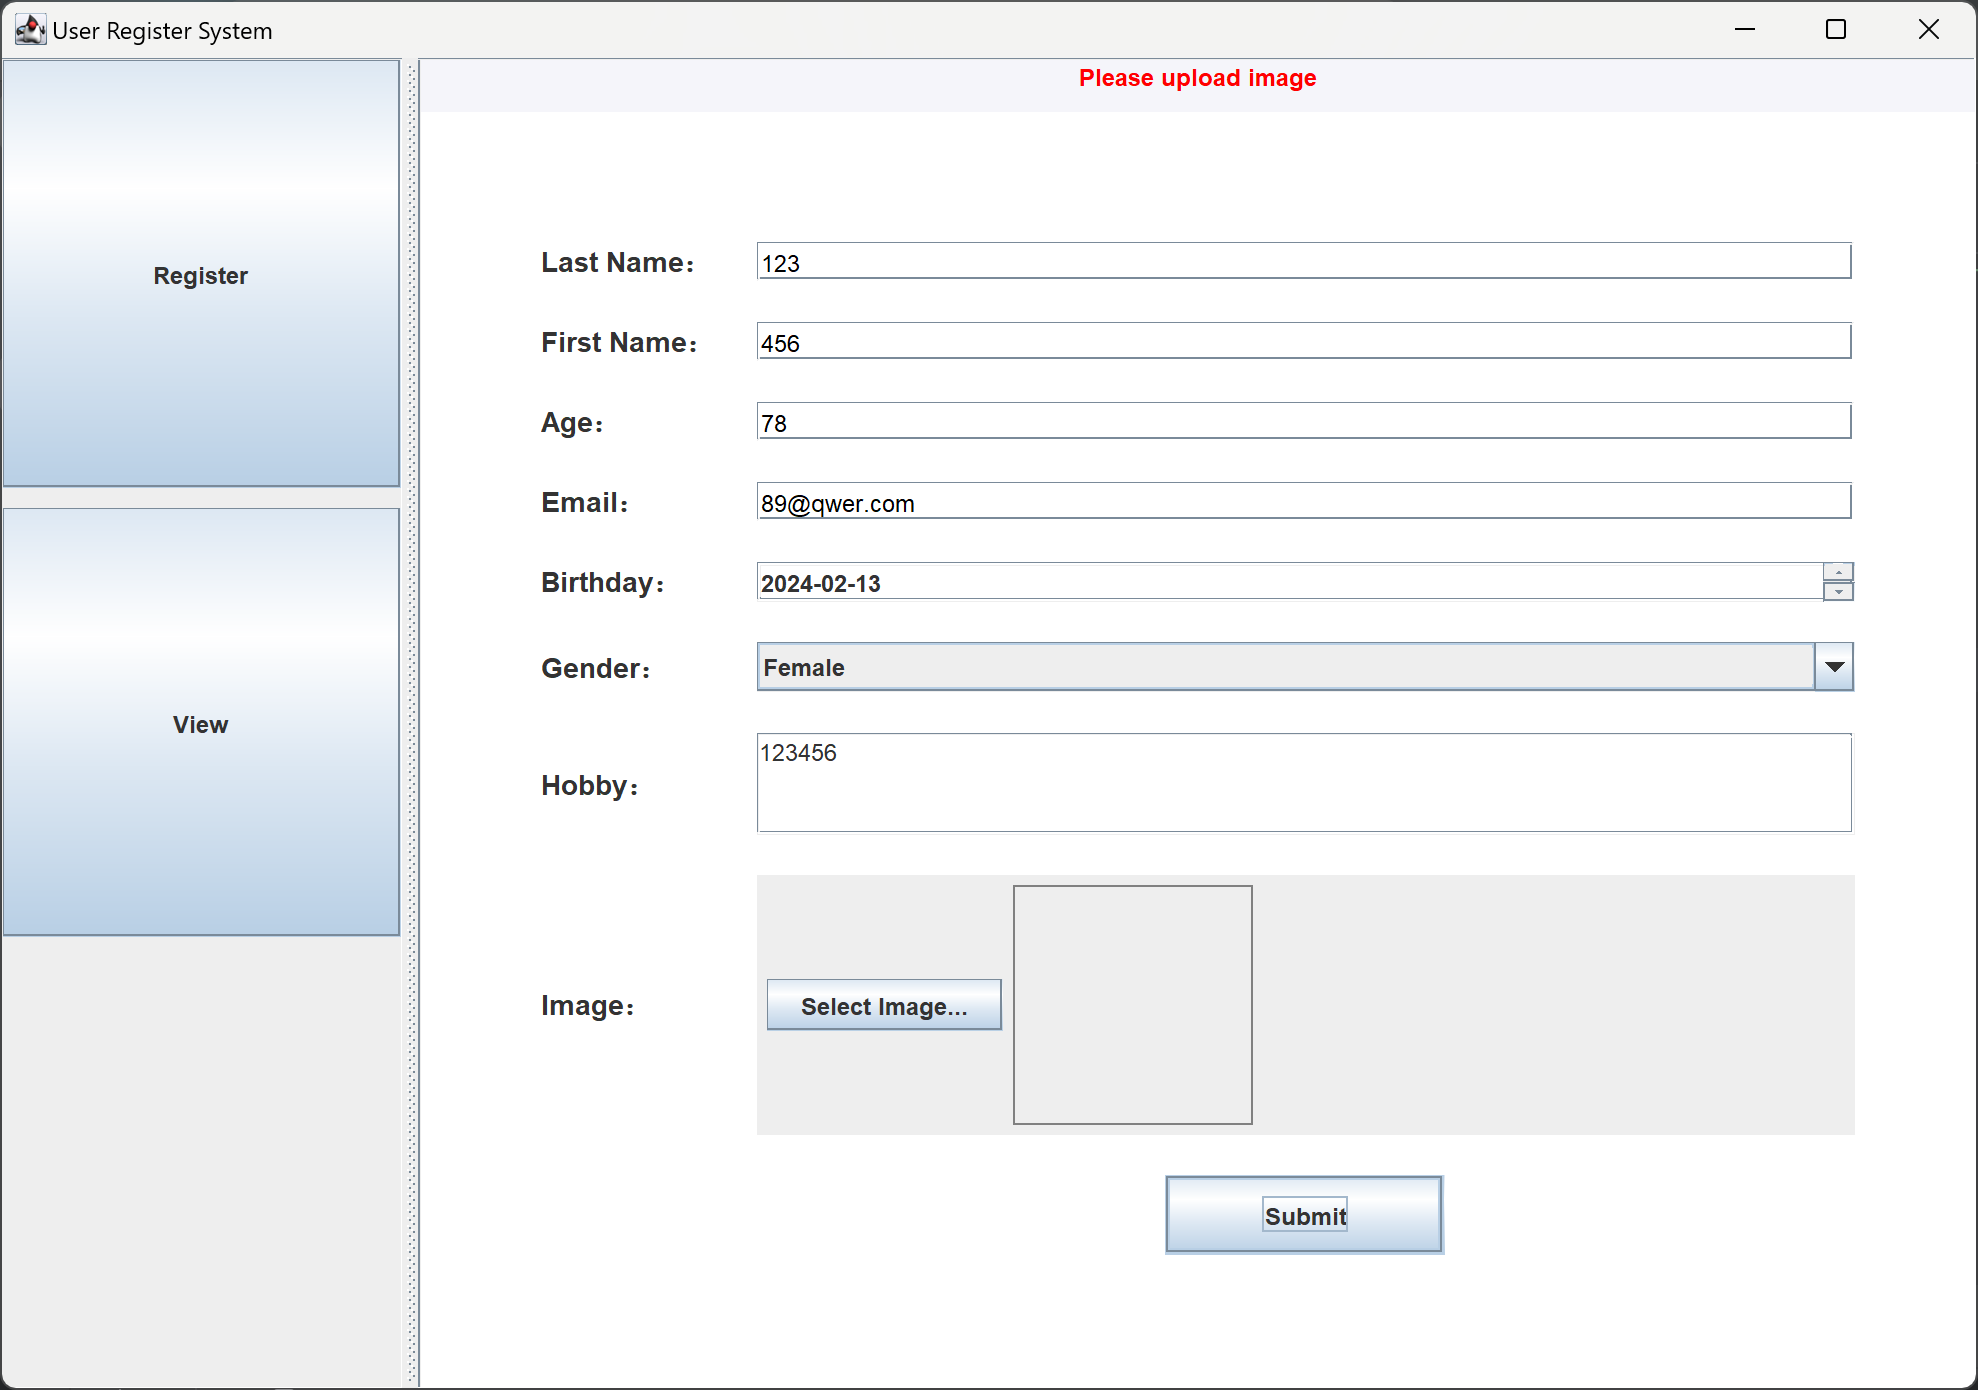 User Register System
Please upload image
Register
View
Last Name： 123
First Name： 456
Age： 78
Email： 89@qwer.com
Birthday： 2024-02-13
Gender： Female
Hobby： 123456
Image： Select Image...
Submit